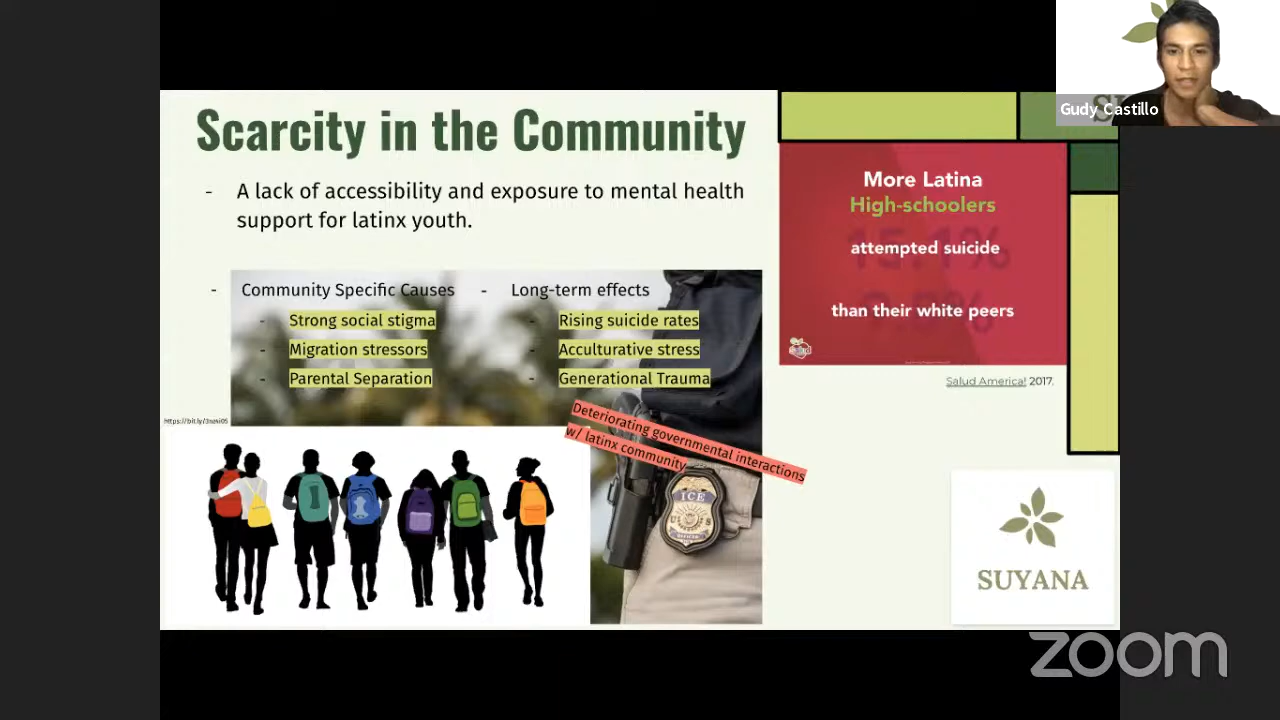 Gudy Castillo
Scarcity in the Community
- A lack of accessibility and exposure to mental health
support for latinx youth.
- Community Specific Causes
- Strong social stigma
- Migration stressors
- Parental Separation
- Long-term effects
- Rising suicide rates
- Acculturative stress
- Generational Trauma
Deteriorating governmental interactions
w/ latinx community
ICE
More Latina
High-schoolers
attempted suicide
than their white peers
Salud America! 2017.
SUYANA
zoom